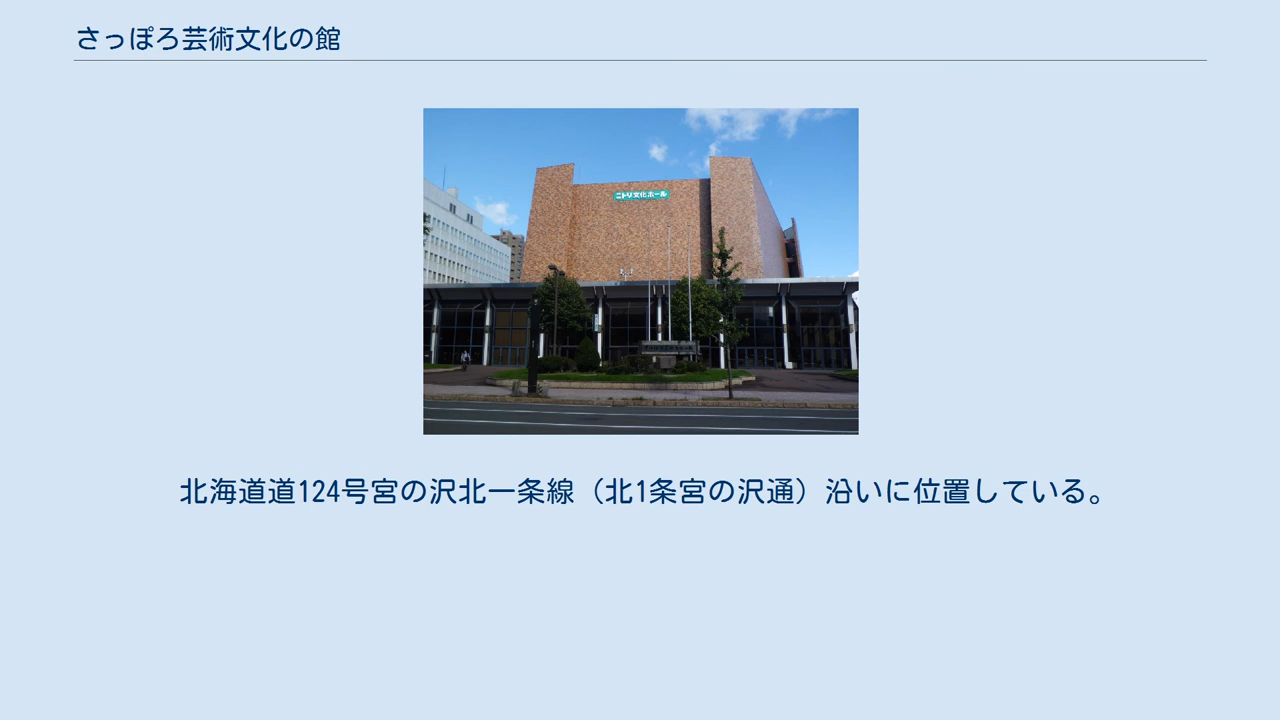 さっぽろ芸術文化の館
ニトリ文化ホール
北海道道124号宮の沢北一条線（北1条宮の沢通）沿いに位置している。